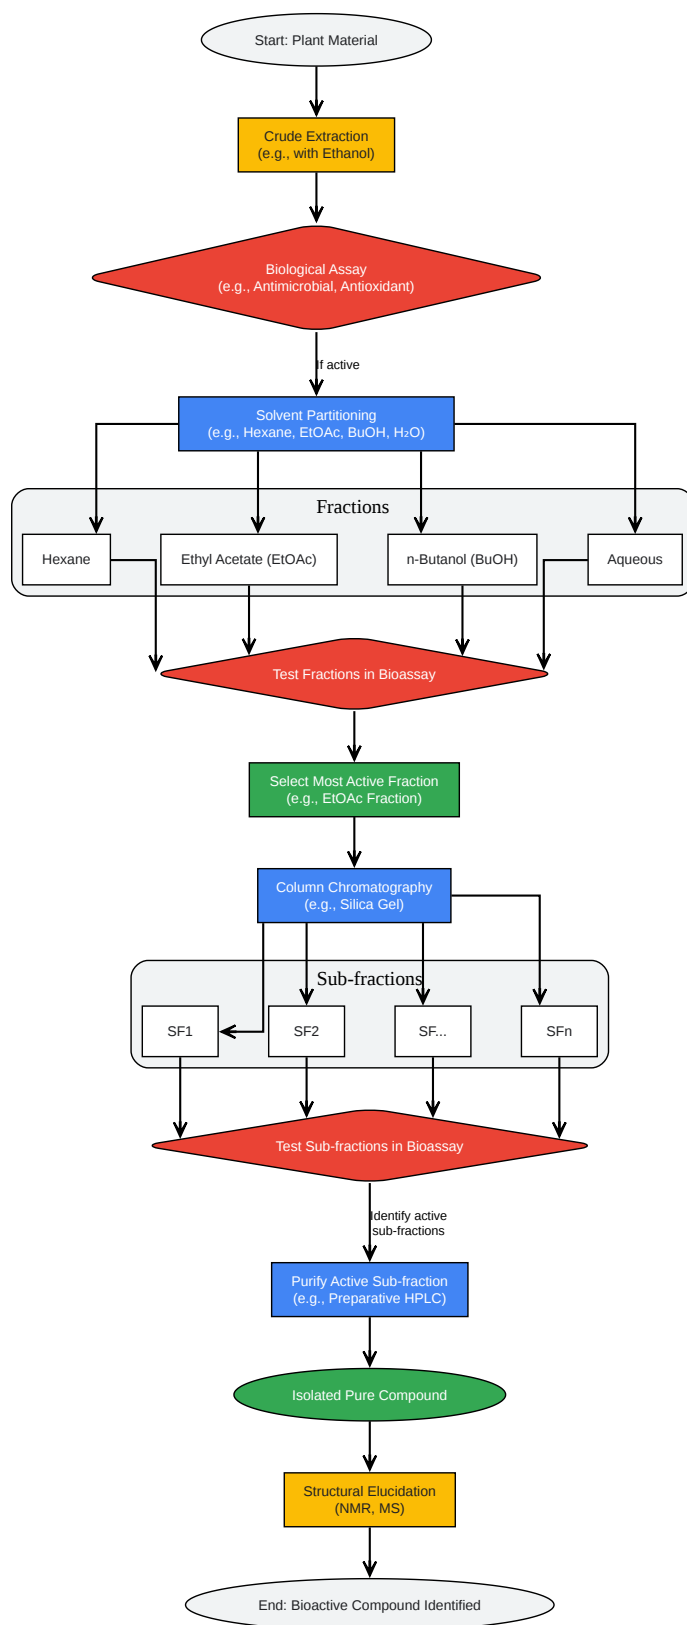 Start: Plant Material
Crude Extraction
(e.g., with Ethanol)
Biological Assay
(e.g., Antimicrobial, Antioxidant)
If active
Solvent Partitioning
(e.g., Hexane, EtOAc, BuOH, H₂O)
Fractions
Hexane
Ethyl Acetate (EtOAc)
n-Butanol (BuOH)
Aqueous
Test Fractions in Bioassay
Select Most Active Fraction
(e.g., EtOAc Fraction)
Column Chromatography
(e.g., Silica Gel)
Sub-fractions
SF1
SF2
SF...
SFn
Test Sub-fractions in Bioassay
Identify active
sub-fractions
Purify Active Sub-fraction
(e.g., Preparative HPLC)
Isolated Pure Compound
Structural Elucidation
(NMR, MS)
End: Bioactive Compound Identified